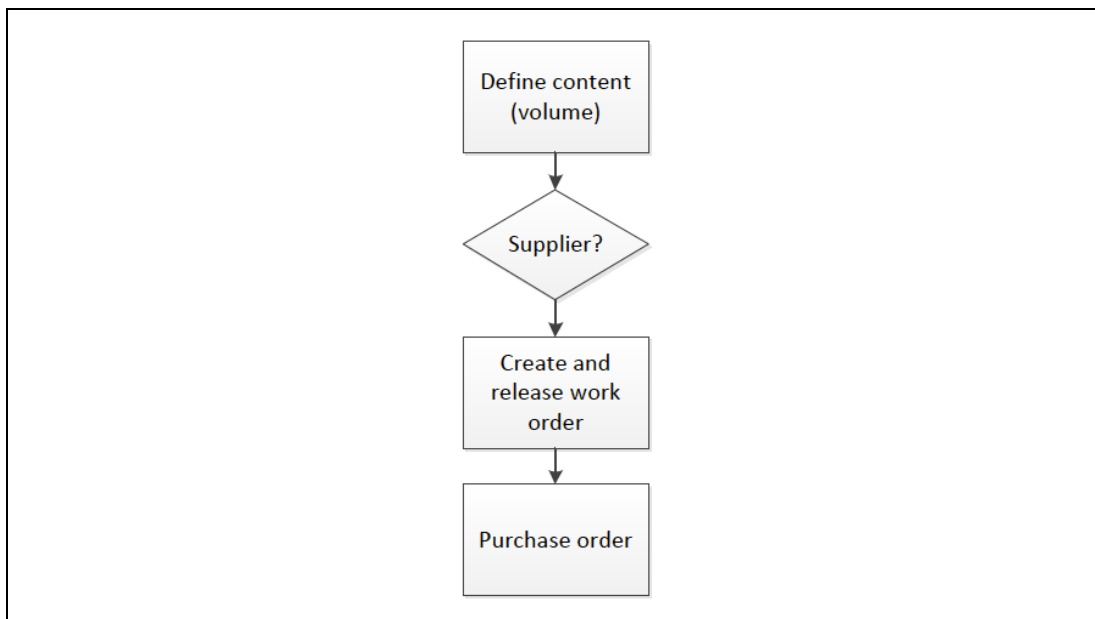 Define content
(volume)
Supplier?
Create and
release work
order
Purchase order